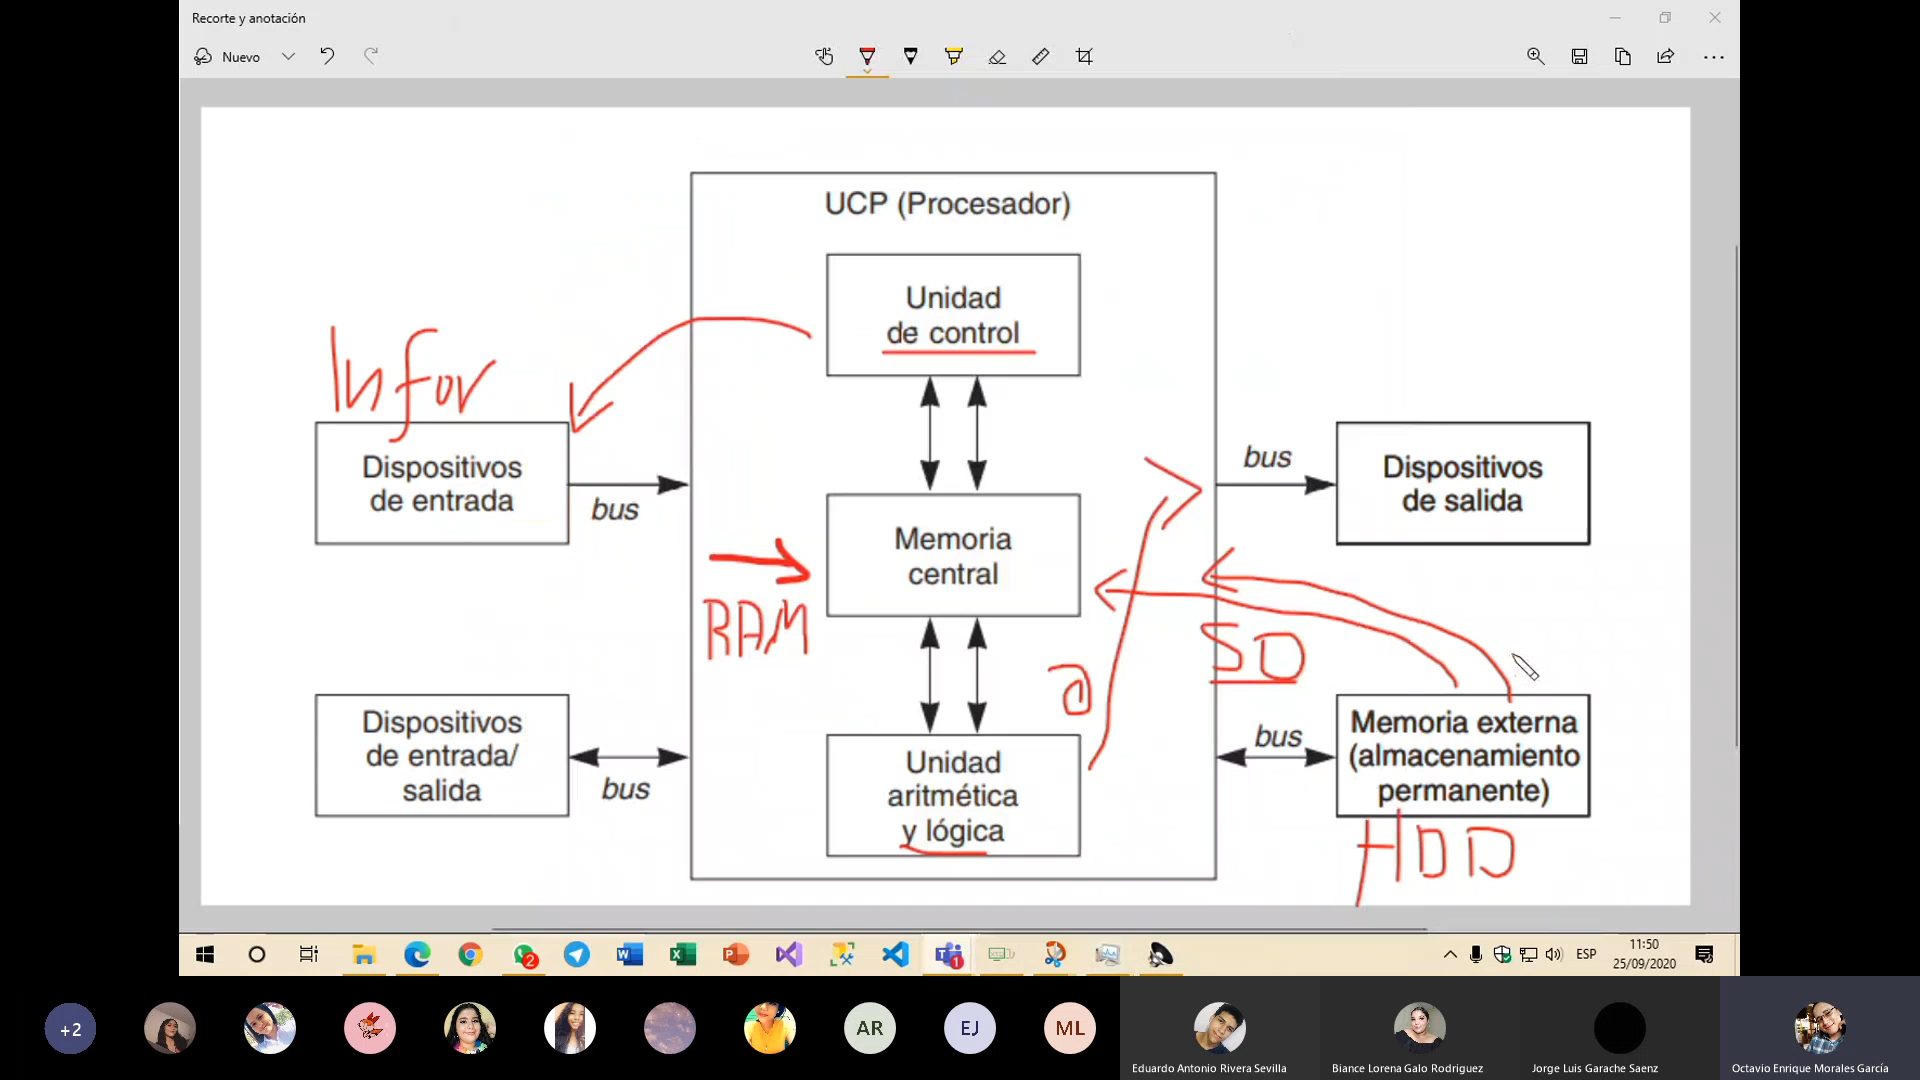 Recorte y anotación
Nuevo
UCP (Procesador)
Unidad
de control
Infor
Dispositivos
de entrada
bus
Memoria
central
RAM
bus
Dispositivos
de salida
SD
Dispositivos
de entrada/
salida
bus
Unidad
aritmética
y lógica
bus
Memoria externa
(almacenamiento
permanente)
HDD
2
1
ESP
11:50
25/09/2020
+2
AR
EJ
ML
Eduardo Antonio Rivera Sevilla
Biance Lorena Galo Rodriguez
Jorge Luis Garache Saenz
Octavio Enrique Morales García